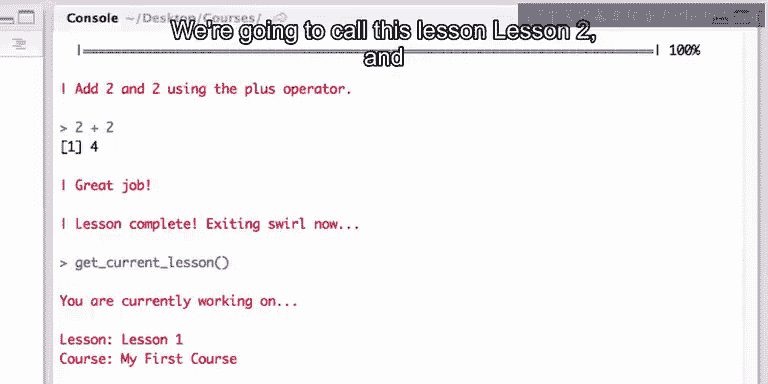 Console ~/Desktop/Courses/
We're going to call this lesson Lesson 2,
and
|==================================================| 100%
| Add 2 and 2 using the plus operator.
> 2 + 2
[1] 4
| Great job!
| Lesson complete! Exiting swirl now...
> get_current_lesson()
You are currently working on...
Lesson: Lesson 1
Course: My First Course